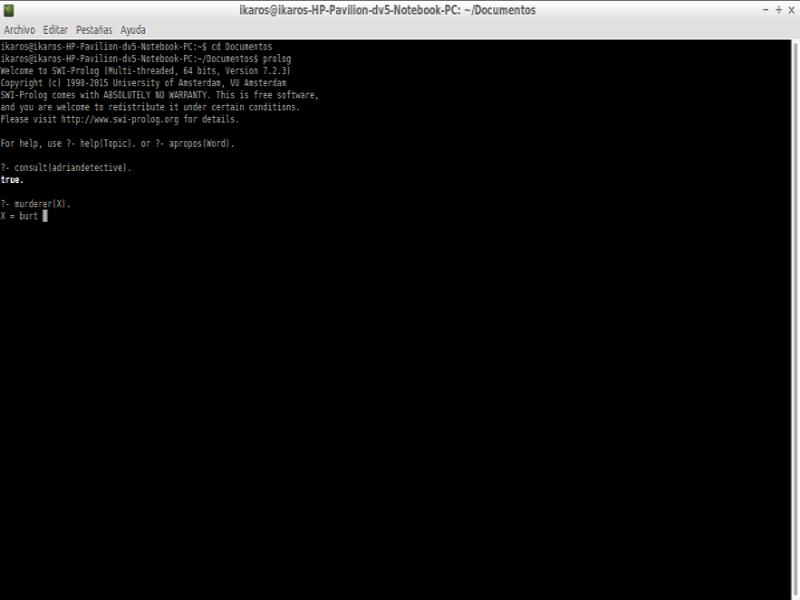 ikaros@ikaros-HP-Pavilion-dv5-Notebook-PC: ~/Documentos
Archivo Editar Pestañas Ayuda
ikaros@ikaros-HP-Pavilion-dv5-Notebook-PC:~$ cd Documentos
ikaros@ikaros-HP-Pavilion-dv5-Notebook-PC:~/Documentos$ prolog
Welcome to SWI-Prolog (Multi-threaded, 64 bits, Version 7.2.3)
Copyright (c) 1990-2015 University of Amsterdam, VU Amsterdam
SWI-Prolog comes with ABSOLUTELY NO WARRANTY. This is free software,
and you are welcome to redistribute it under certain conditions.
Please visit http://www.swi-prolog.org for details.
For help, use ?- help(Topic). or ?- apropos(Word).
?- consult(adriandetective).
true.
?- murderer(X).
X = burt